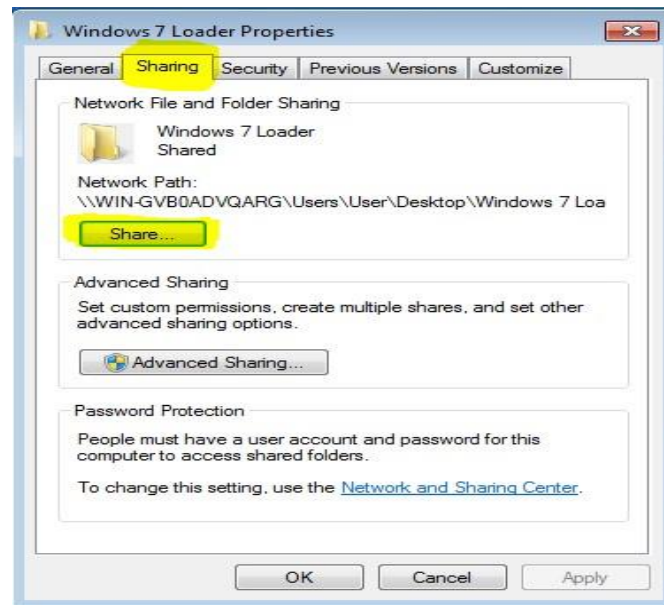 Windows 7 Loader Properties
General Sharing Security Previous Versions Customize
Network File and Folder Sharing
Windows 7 Loader
Shared
Network Path:
\\WIN-GVB0ADVQARG\Users\User\Desktop\Windows 7 Loa
Share...
Advanced Sharing
Set custom permissions, create multiple shares, and set other
advanced sharing options.
Advanced Sharing...
Password Protection
People must have a user account and password for this
computer to access shared folders.
To change this setting, use the Network and Sharing Center.
OK Cancel Apply